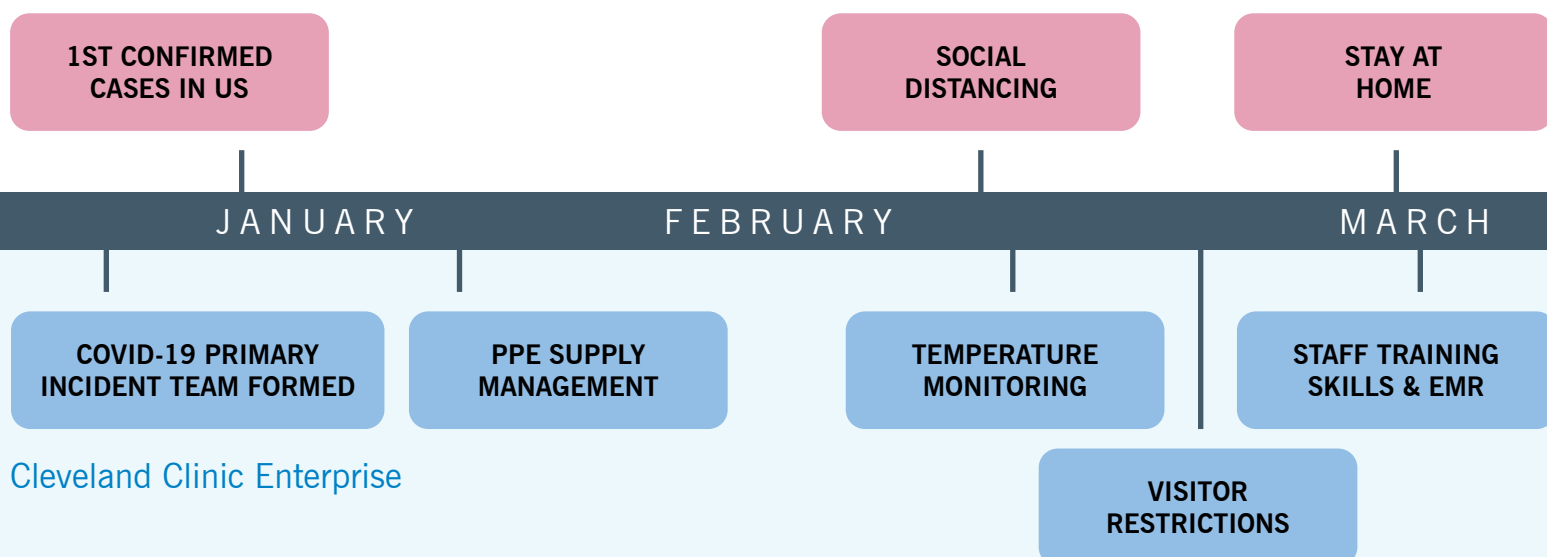 1ST CONFIRMED
CASES IN US
SOCIAL
DISTANCING
STAY AT
HOME
JANUARY
FEBRUARY
MARCH
COVID-19 PRIMARY
INCIDENT TEAM FORMED
PPE SUPPLY
MANAGEMENT
TEMPERATURE
MONITORING
STAFF TRAINING
SKILLS & EMR
Cleveland Clinic Enterprise
VISITOR
RESTRICTIONS